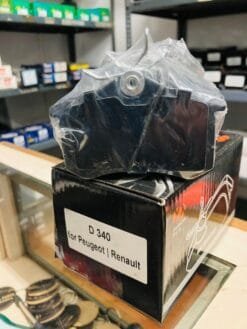 D 340
for Peugeot | Renault